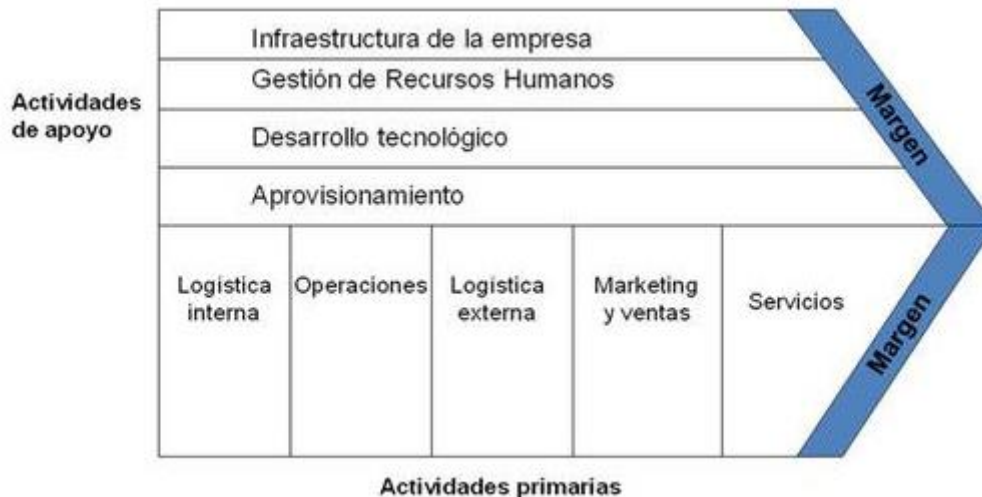 Infraestructura de la empresa
Gestión de Recursos Humanos
Actividades
de apoyo
Desarrollo tecnológico
Aprovisionamiento
Margen
Logística
interna
Operaciones
Logística
externa
Marketing
y ventas
Servicios
Margen
Actividades primarias